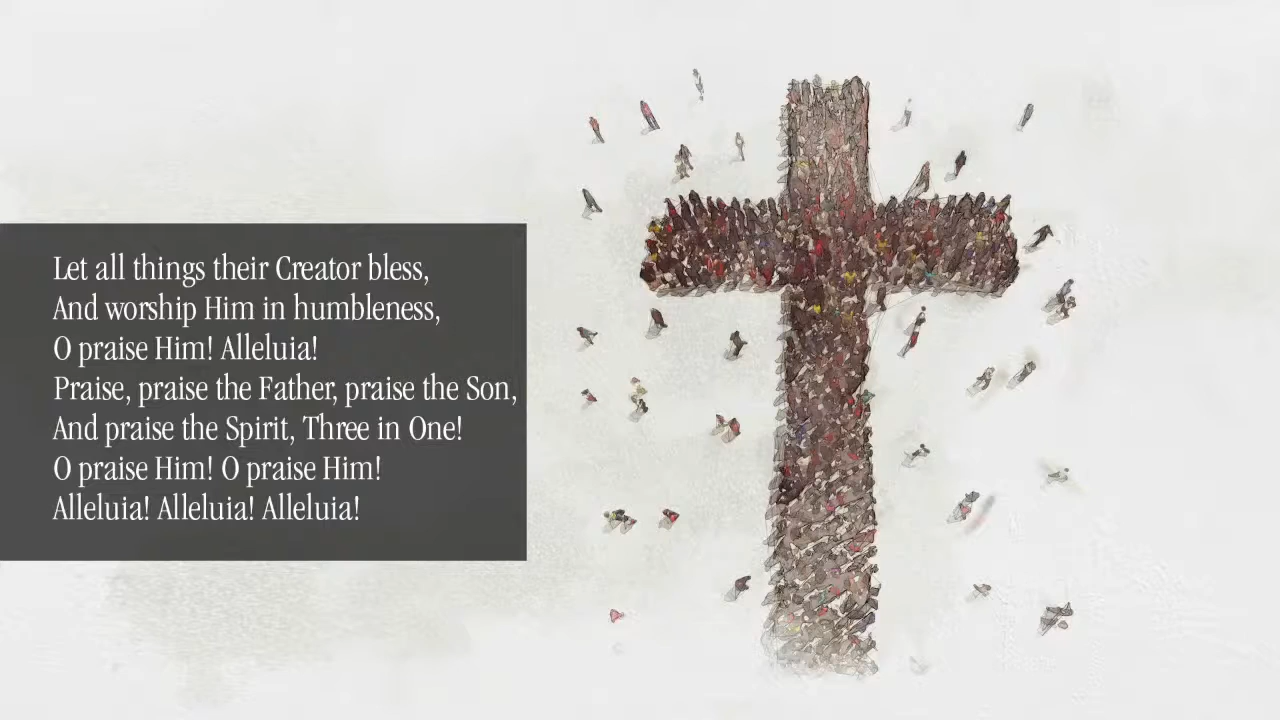 Let all things their Creator bless,
And worship Him in humbleness,
O praise Him! Alleluia!
Praise, praise the Father, praise the Son,
And praise the Spirit, Three in One!
O praise Him! O praise Him!
Alleluia! Alleluia! Alleluia!